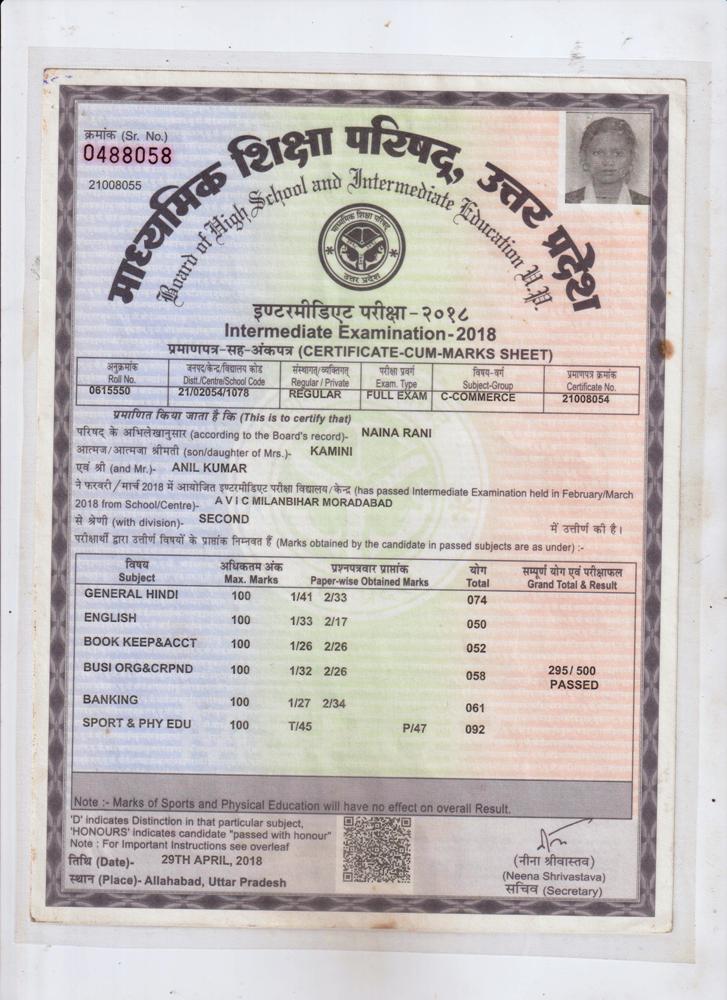 क्रमांक (Sr. No.)
0488058
21008055
माध्यमिक शिक्षा परिषद्, उत्तर प्रदेश
Board of High School and Intermediate Education U.P.
माध्यमिक शिक्षा परिषद्
उत्तर प्रदेश
इण्टरमीडिएट परीक्षा-२०१८
Intermediate Examination-2018
प्रमाणपत्र-सह-अंकपत्र (CERTIFICATE-CUM-MARKS SHEET)
अनुक्रमांक जनपद/केन्द्र/विद्यालय कोड संस्थागत/व्यक्तिगत परीक्षा प्रवर्ग विषय-वर्ग प्रमाणपत्र क्रमांक
Roll No. Distt./Centre/School Code Regular / Private Exam. Type Subject-Group Certificate No.
0615550 21/02054/1078 REGULAR FULL EXAM C-COMMERCE 21008054
प्रमाणित किया जाता है कि (This is to certify that)
परिषद के अभिलेखानुसार (according to the Board's record)- NAINA RANI
आत्मज/आत्मजा श्रीमती (son/daughter of Mrs.)- KAMINI
एवं श्री (and Mr.)- ANIL KUMAR
ने फरवरी/मार्च 2018 में आयोजित इण्टरमीडिएट परीक्षा विद्यालय/केन्द्र (has passed Intermediate Examination held in February/March
2018 from School/Centre)- A V I C MILANBIHAR MORADABAD
से श्रेणी (with division)- SECOND में उत्तीर्ण की है।
परीक्षार्थी द्वारा उत्तीर्ण विषयों के प्राप्तांक निम्नवत हैं (Marks obtained by the candidate in passed subjects are as under) :-
विषय अधिकतम अंक प्रश्नपत्रवार प्राप्तांक योग सम्पूर्ण योग एवं परीक्षाफल
Subject Max. Marks Paper-wise Obtained Marks Total Grand Total & Result
GENERAL HINDI 100 1/41 2/33 074
ENGLISH 100 1/33 2/17 050
BOOK KEEP&ACCT 100 1/26 2/26 052
BUSI ORG&CRPND 100 1/32 2/26 058 295/500
PASSED
BANKING 100 1/27 2/34 061
SPORT & PHY EDU 100 T/45 P/47 092
Note :- Marks of Sports and Physical Education will have no effect on overall Result.
'D' indicates Distinction in that particular subject,
'HONOURS' indicates candidate "passed with honour"
Note : For Important Instructions see overleaf
तिथि (Date)- 29TH APRIL, 2018
स्थान (Place)- Allahabad, Uttar Pradesh
(नीना श्रीवास्तव)
(Neena Shrivastava)
सचिव (Secretary)